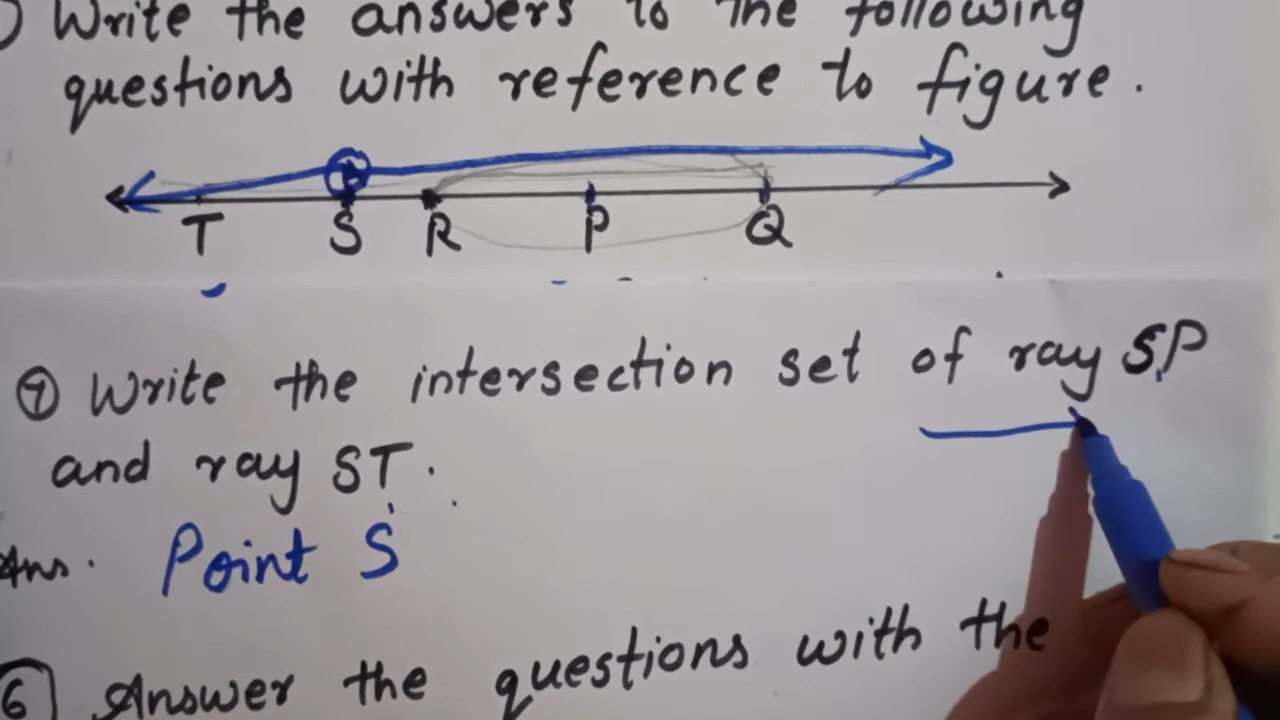 ) Write the answers to the following
questions with reference to figure.
T S R P Q
⑦ Write the intersection set of ray SP
and ray ST.
Ans. Point S
6 Answer the questions with the